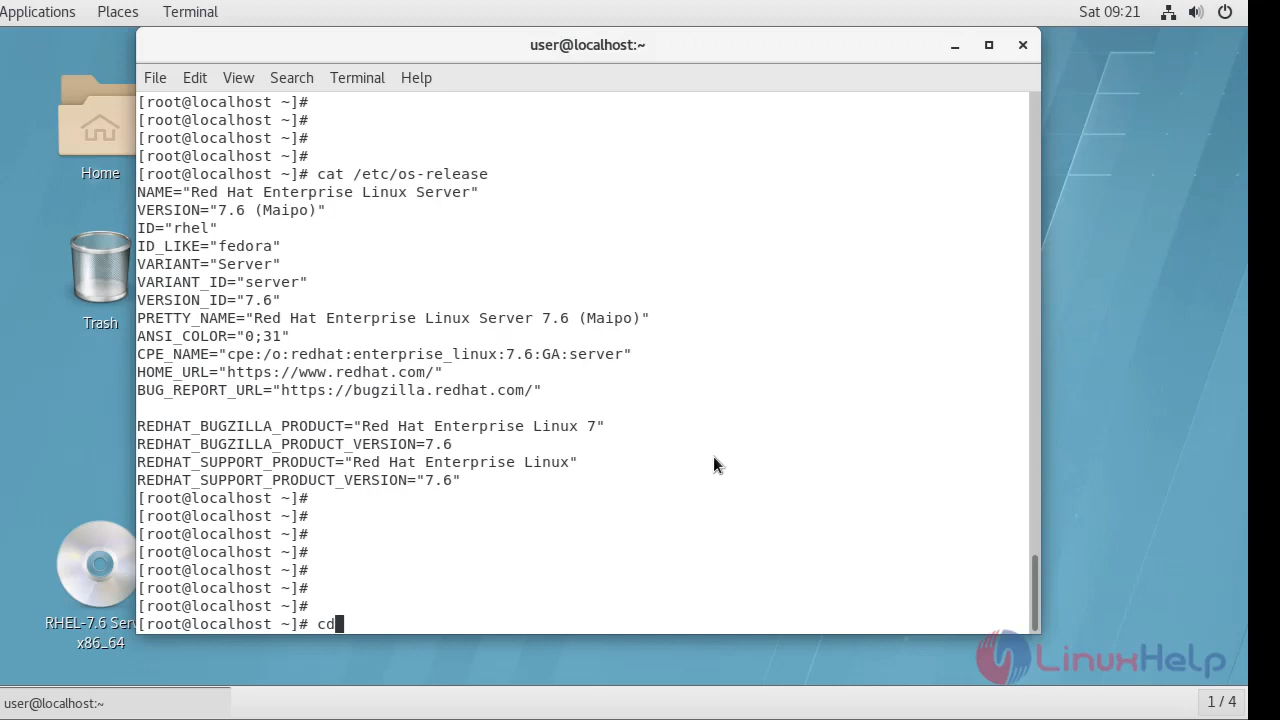 Applications Places Terminal Sat 09:21
user@localhost:~
File Edit View Search Terminal Help
[root@localhost ~]#
[root@localhost ~]#
[root@localhost ~]#
[root@localhost ~]#
[root@localhost ~]# cat /etc/os-release
NAME="Red Hat Enterprise Linux Server"
VERSION="7.6 (Maipo)"
ID="rhel"
ID_LIKE="fedora"
VARIANT="Server"
VARIANT_ID="server"
VERSION_ID="7.6"
PRETTY_NAME="Red Hat Enterprise Linux Server 7.6 (Maipo)"
ANSI_COLOR="0;31"
CPE_NAME="cpe:/o:redhat:enterprise_linux:7.6:GA:server"
HOME_URL="https://www.redhat.com/"
BUG_REPORT_URL="https://bugzilla.redhat.com/"
REDHAT_BUGZILLA_PRODUCT="Red Hat Enterprise Linux 7"
REDHAT_BUGZILLA_PRODUCT_VERSION=7.6
REDHAT_SUPPORT_PRODUCT="Red Hat Enterprise Linux"
REDHAT_SUPPORT_PRODUCT_VERSION="7.6"
[root@localhost ~]#
[root@localhost ~]#
[root@localhost ~]#
[root@localhost ~]#
[root@localhost ~]#
[root@localhost ~]#
[root@localhost ~]#
[root@localhost ~]# cd
Home
Trash
RHEL-7.6 Serv
x86_64
LinuxHelp
user@localhost:~
1 / 4